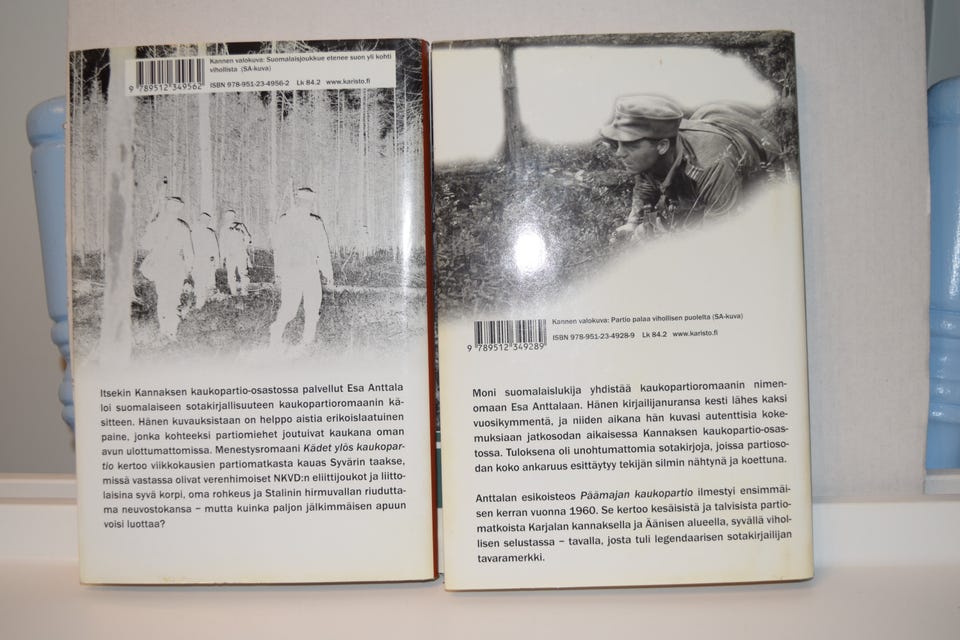 Kannen valokuva: Suomalaisjoukkue etenee suon yli kohti
vihollista (SA-kuva)
ISBN 978-951-23-4956-2 Lk 84.2 www.karisto.fi
9 789512 349562
Itsekin Kannaksen kaukopartio-osastossa palvellut Esa Anttala
loi suomalaiseen sotakirjallisuuteen kaukopartioromaanin kä-
sitteen. Hänen kuvauksistaan on helppo aistia erikoislaatuinen
paine, jonka kohteeksi partiomiehet joutuivat kaukana oman
avun ulottumattomissa. Menestysromaani Kädet ylös kaukopar-
tio kertoo viikkokausien partiomatkasta kauas Syvärin taakse,
missä vastassa olivat verenhimoiset NKVD:n eliittijoukot ja liitto-
laisina syvä korpi, oma rohkeus ja Stalinin hirmuvallan riudutta-
ma neuvostokansa – mutta kuinka paljon jälkimmäisen apuun
voisi luottaa?
Kannen valokuva: Partio palaa vihollisen puolelta (SA-kuva)
ISBN 978-951-23-4928-9 Lk 84.2 www.karisto.fi
9 789512 349289
Moni suomalaislukija yhdistää kaukopartioromaanin nimen-
omaan Esa Anttalaan. Hänen kirjailijanuransa kesti lähes kaksi
vuosikymmentä, ja niiden aikana hän kuvasi autenttisia koke-
muksiaan jatkosodan aikaisessa Kannaksen kaukopartio-osas-
tossa. Tuloksena oli unohtumattomia sotakirjoja, joissa partioso-
dan koko ankaruus esittäytyy tekijän silmin nähtynä ja koettuna.
Anttalan esikoisteos Päämajan kaukopartio ilmestyi ensimmäi-
sen kerran vuonna 1960. Se kertoo kesäisistä ja talvisista partio-
matkoista Karjalan kannaksella ja Äänisen alueella, syvällä vihol-
lisen selustassa – tavalla, josta tuli legendaarisen sotakirjailijan
tavaramerkki.